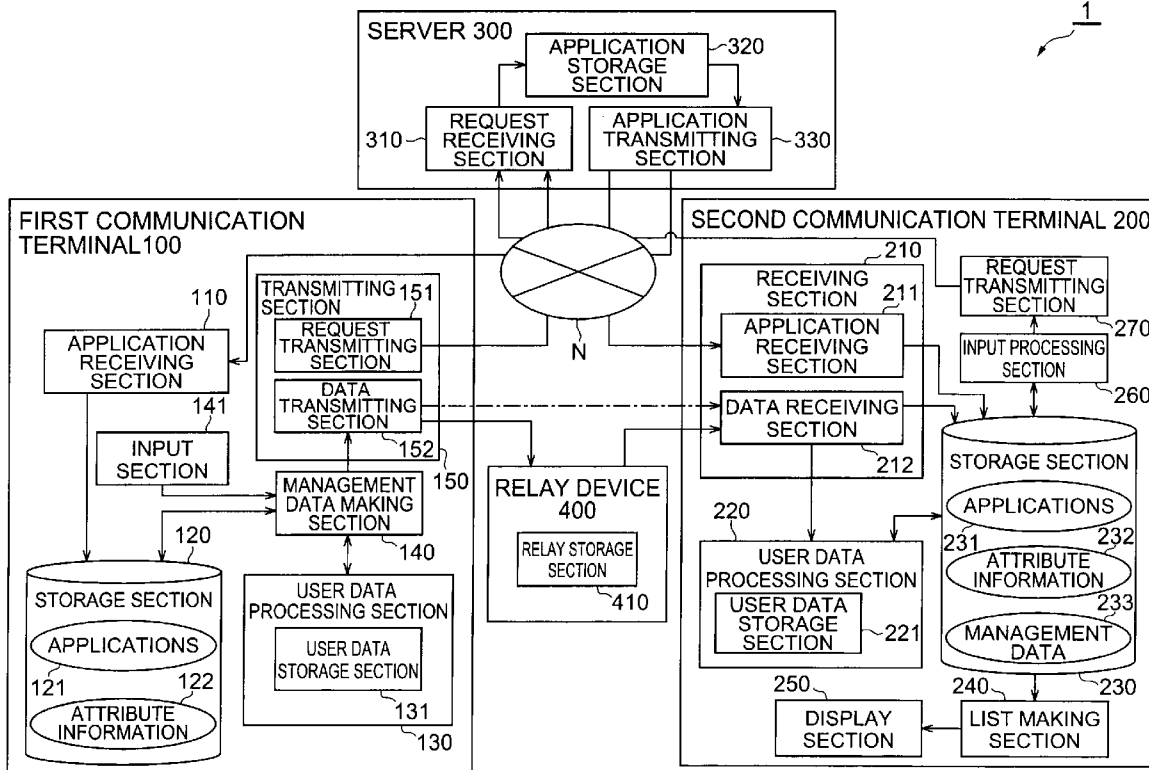 1
SERVER 300
APPLICATION
STORAGE
SECTION
320
310
REQUEST
RECEIVING
SECTION
APPLICATION
TRANSMITTING
SECTION
330
FIRST COMMUNICATION
TERMINAL100
110
APPLICATION
RECEIVING
SECTION
141
INPUT
SECTION
TRANSMITTING
SECTION
151
REQUEST
TRANSMITTING
SECTION
DATA
TRANSMITTING
SECTION
152
150
MANAGEMENT
DATA MAKING
SECTION
140
120
STORAGE SECTION
APPLICATIONS
121
122
ATTRIBUTE
INFORMATION
USER DATA
PROCESSING SECTION
USER DATA
STORAGE SECTION
131
130
N
RELAY DEVICE
400
RELAY STORAGE
SECTION
410
SECOND COMMUNICATION TERMINAL 200
210
RECEIVING
SECTION
211
APPLICATION
RECEIVING
SECTION
DATA RECEIVING
SECTION
212
REQUEST
TRANSMITTING
SECTION
270
INPUT PROCESSING
SECTION
260
220
USER DATA
PROCESSING SECTION
USER DATA
STORAGE
SECTION
221
STORAGE SECTION
APPLICATIONS
231
232
ATTRIBUTE
INFORMATION
233
MANAGEMENT
DATA
230
250
DISPLAY
SECTION
240
LIST MAKING
SECTION